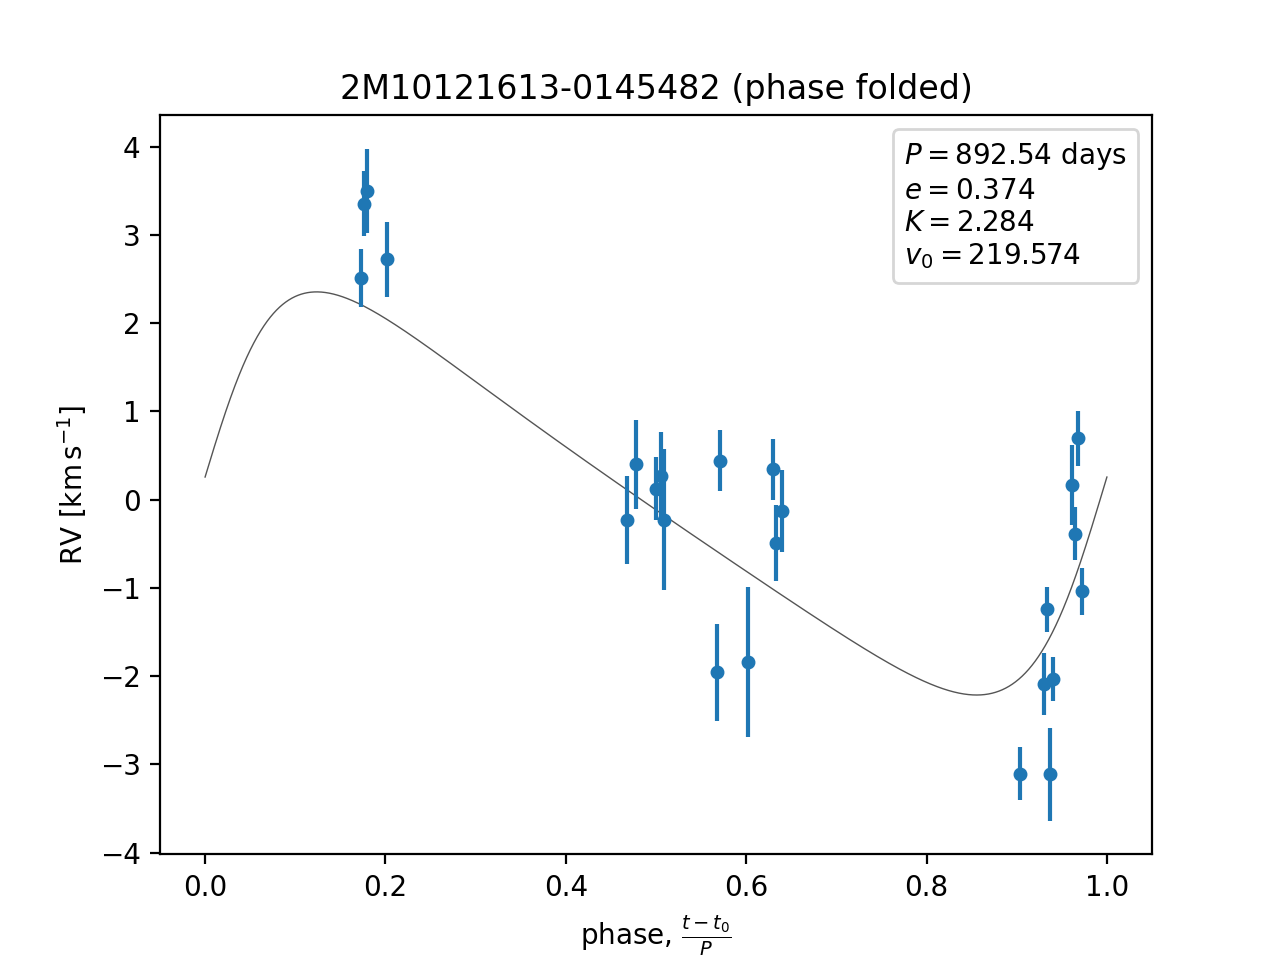 2M10121613-0145482 (phase folded)
P = 892.54 days
e = 0.374
K = 2.284
v₀ = 219.574
RV [km s⁻¹]
4
3
2
1
0
−1
−2
−3
−4
0.0 0.2 0.4 0.6 0.8 1.0
phase, (t − t₀)/P